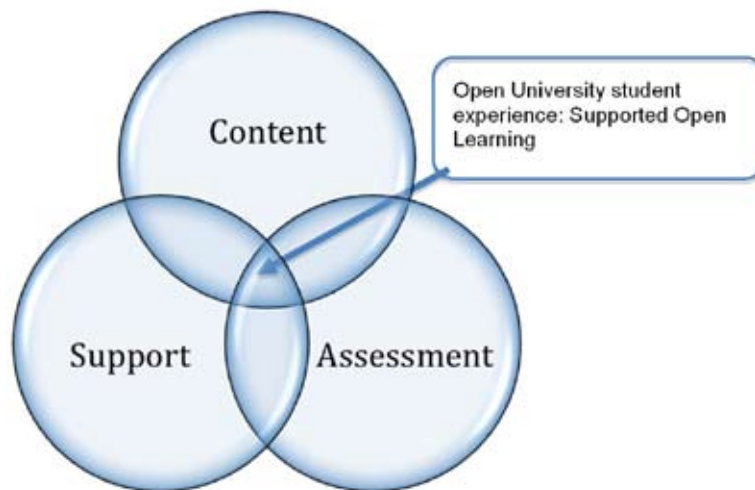 Open University student
experience: Supported Open
Learning
Content
Support
Assessment